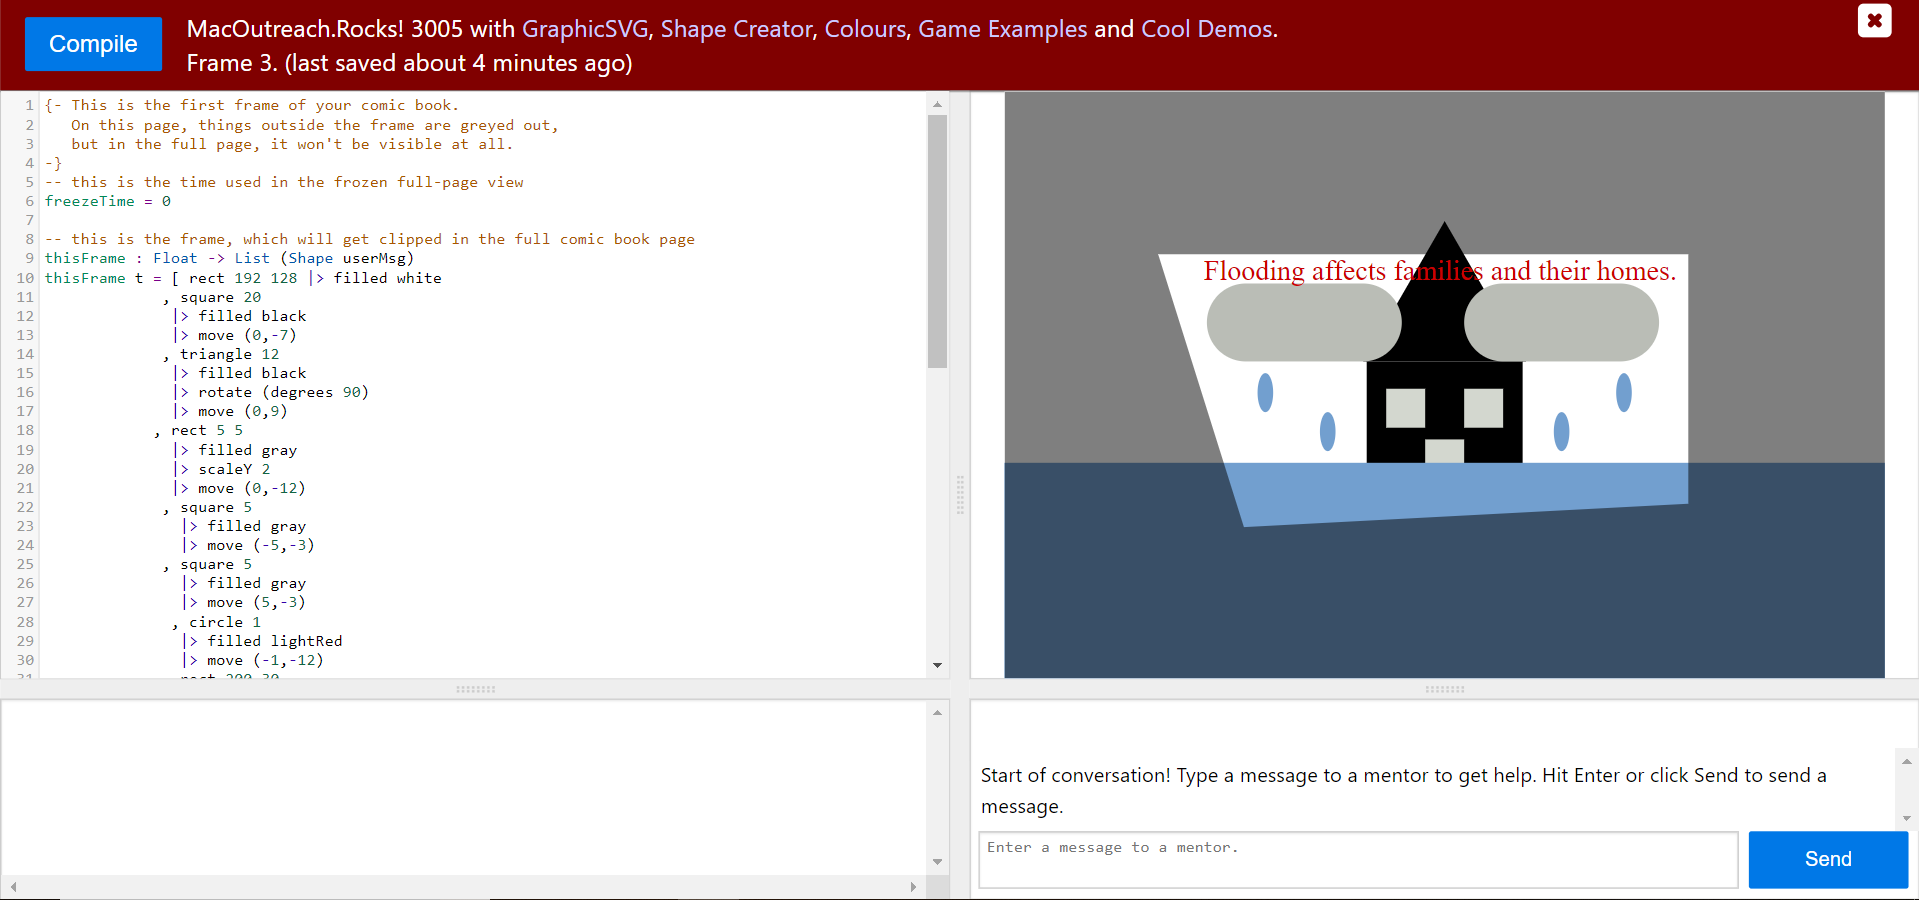 Compile
MacOutreach.Rocks! 3005 with GraphicSVG, Shape Creator, Colours, Game Examples and Cool Demos.
Frame 3. (last saved about 4 minutes ago)
1 {- This is the first frame of your comic book.
2 On this page, things outside the frame are greyed out,
3 but in the full page, it won't be visible at all.
4 -}
5 -- this is the time used in the frozen full-page view
6 freezeTime = 0
7
8 -- this is the frame, which will get clipped in the full comic book page
9 thisFrame : Float -> List (Shape userMsg)
10 thisFrame t = [ rect 192 128 |> filled white
11 , square 20
12 |> filled black
13 |> move (0,-7)
14 , triangle 12
15 |> filled black
16 |> rotate (degrees 90)
17 |> move (0,9)
18 , rect 5 5
19 |> filled gray
20 |> scaleY 2
21 |> move (0,-12)
22 , square 5
23 |> filled gray
24 |> move (-5,-3)
25 , square 5
26 |> filled gray
27 |> move (5,-3)
28 , circle 1
29 |> filled lightRed
30 |> move (-1,-12)
31 rect 200 30
Flooding affects families and their homes.
Start of conversation! Type a message to a mentor to get help. Hit Enter or click Send to send a
message.
Enter a message to a mentor.
Send